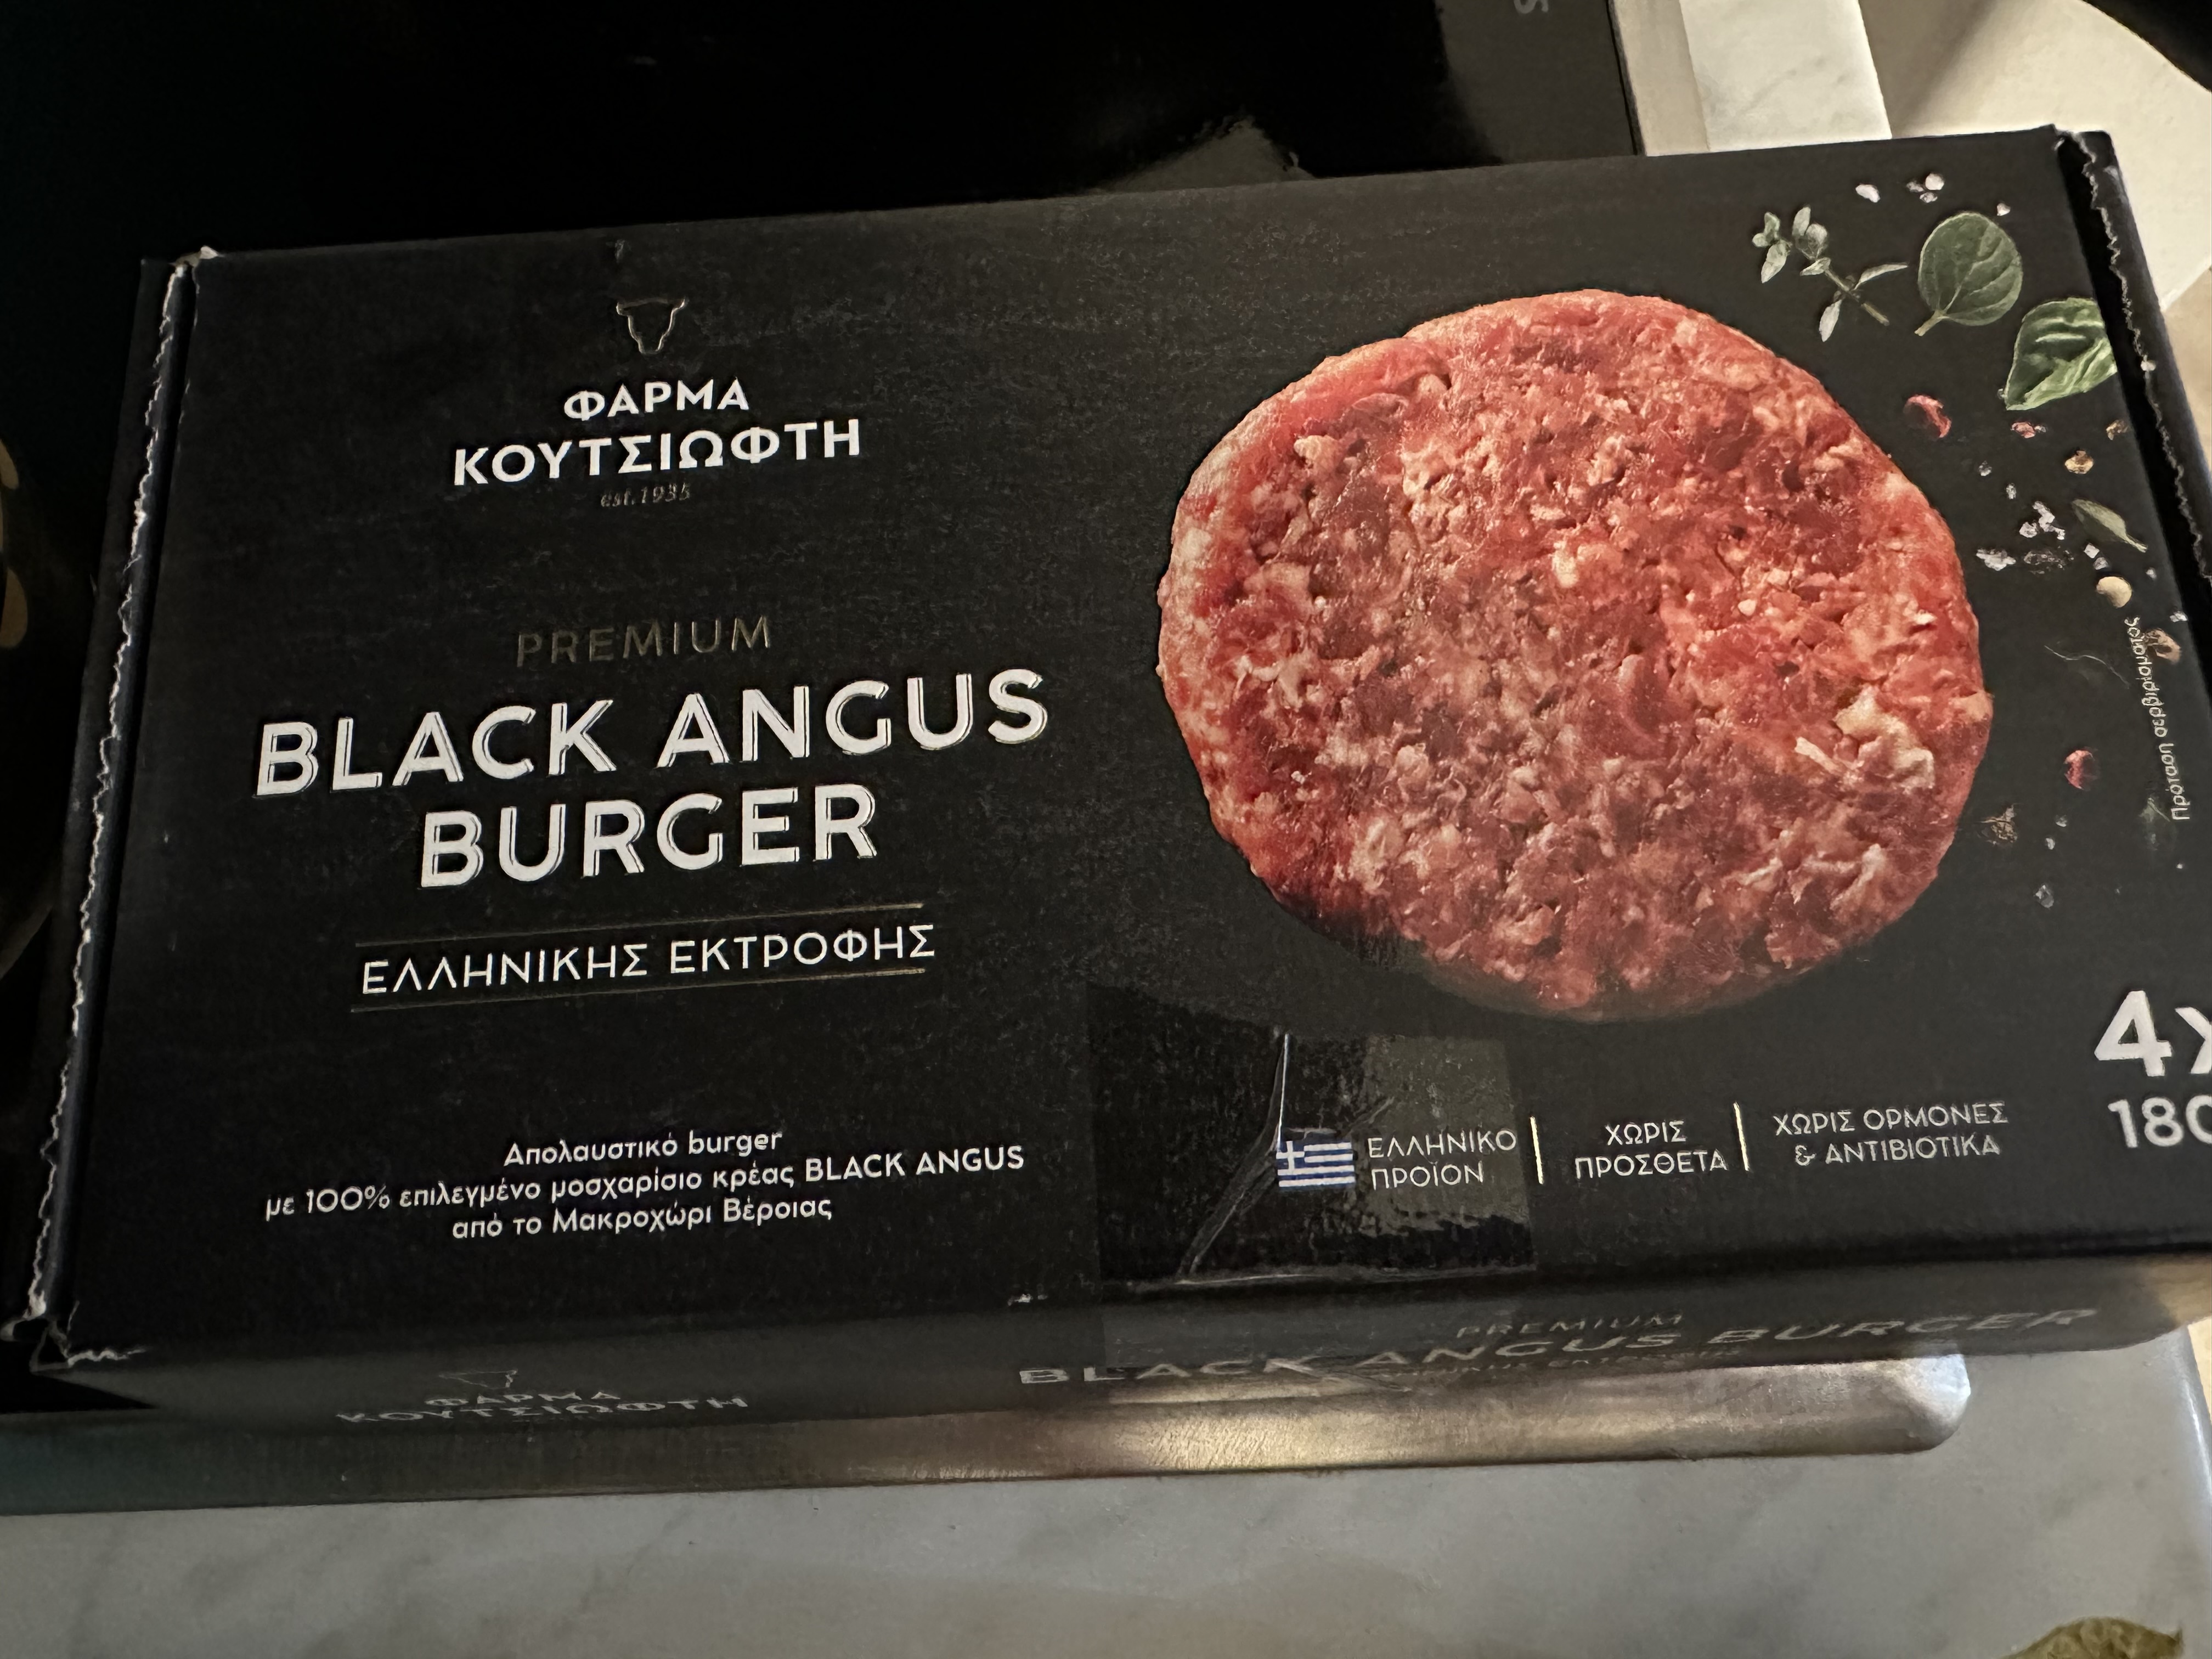 ΦΑΡΜΑ
ΚΟΥΤΣΙΩΦΤΗ
est.1935
PREMIUM
BLACK ANGUS
BURGER
ΕΛΛΗΝΙΚΗΣ ΕΚΤΡΟΦΗΣ
Απολαυστικό burger
με 100% επιλεγμένο μοσχαρίσιο κρέας BLACK ANGUS
από το Μακροχώρι Βέροιας
Πρόταση σερβιρίσματος
4x
180
ΕΛΛΗΝΙΚΟ
ΠΡΟΪΟΝ
ΧΩΡΙΣ
ΠΡΟΣΘΕΤΑ
ΧΩΡΙΣ ΟΡΜΟΝΕΣ
& ΑΝΤΙΒΙΟΤΙΚΑ
PREMIUM
BLACK ANGUS BURGER
ΦΑΡΜΑ
ΚΟΥΤΣΙΩΦΤΗ